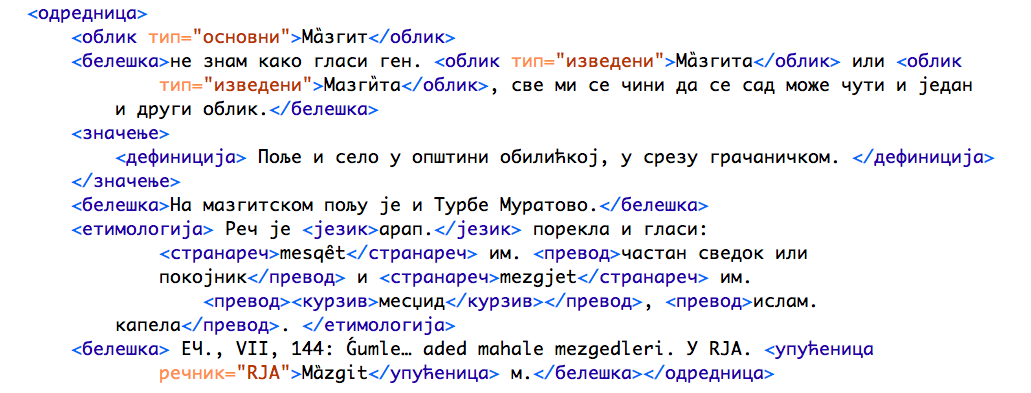 <одредница>
<облик тип="основни">Ма̏згит</облик>
<белешка>не знам како гласи ген. <облик тип="изведени">Ма̏згита</облик> или <облик
тип="изведени">Мазги̏та</облик>, све ми се чини да се сад може чути и један
и други облик.</белешка>
<значење>
<дефиниција> Поље и село у општини обилићкој, у срезу грачаничком. </дефиниција>
</значење>
<белешка>На мазгитском пољу је и Турбе Муратово.</белешка>
<етимологија> Реч је <језик>арап.</језик> порекла и гласи:
<странареч>mesqêt</странареч> им. <превод>частан сведок или
покојник</превод> и <странареч>mezgjet</странареч> им.
<превод><курзив>месџид</курзив></превод>, <превод>ислам.
капела</превод>. </етимологија>
<белешка> ЕЧ., VII, 144: Ǵumle… aded mahale mezgedleri. У RJA. <упућеница
речник="RJA">Mȁzgit</упућеница> м.</белешка></одредница>